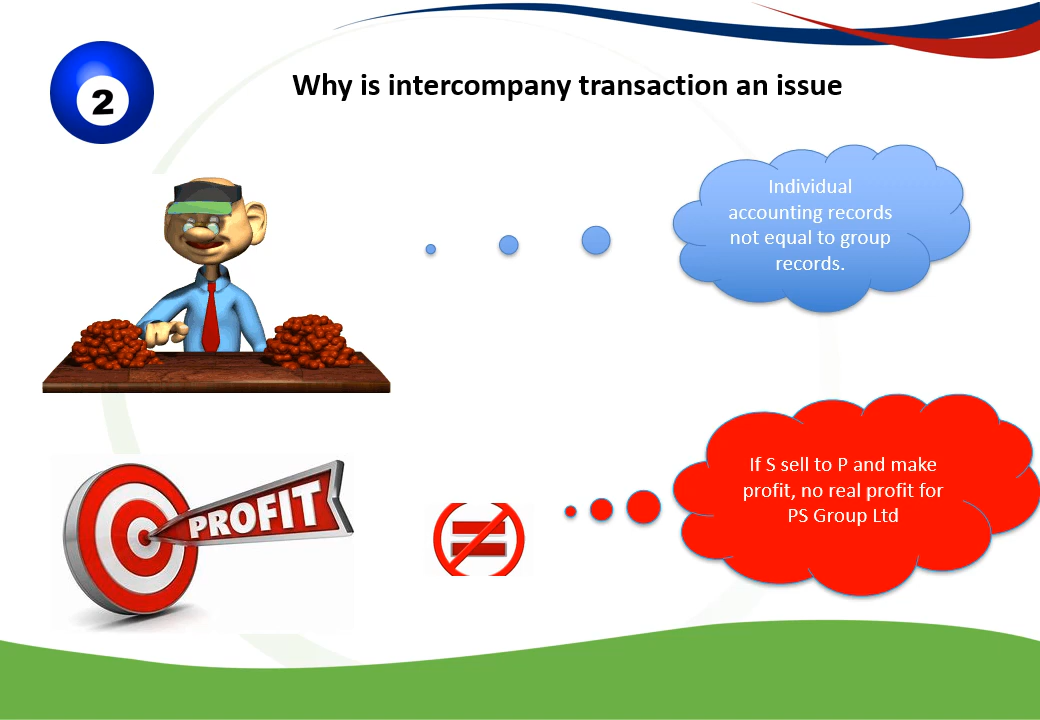 2
Why is intercompany transaction an issue
Individual
accounting records
not equal to group
records.
PROFIT
If S sell to P and make
profit, no real profit for
PS Group Ltd